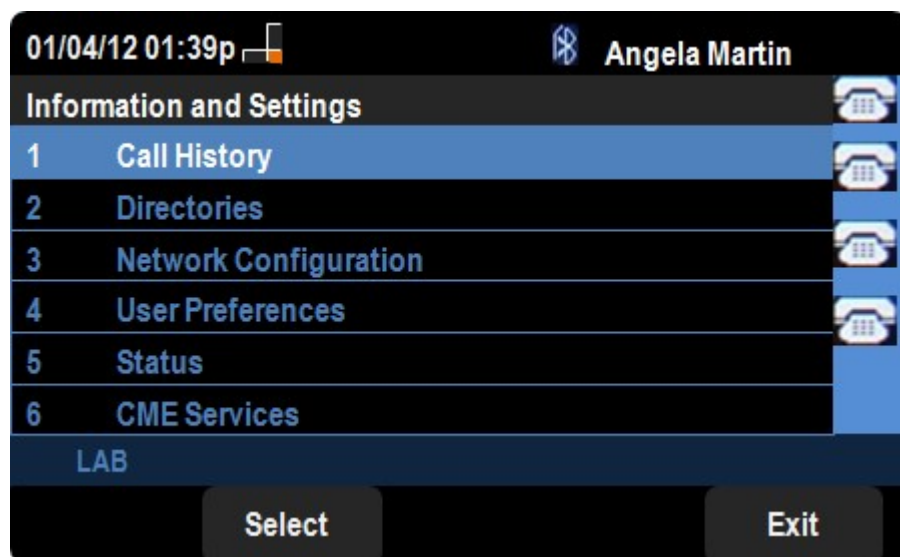 01/04/12 01:39p Angela Martin
Information and Settings
1 Call History
2 Directories
3 Network Configuration
4 User Preferences
5 Status
6 CME Services
LAB
Select Exit